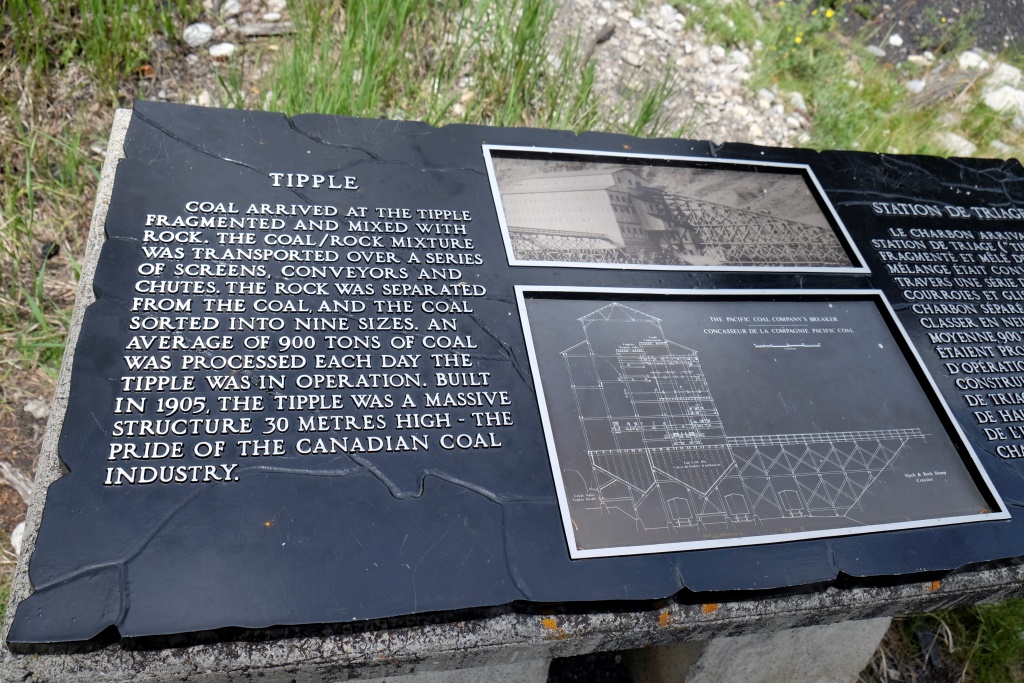 TIPPLE
COAL ARRIVED AT THE TIPPLE
FRAGMENTED AND MIXED WITH
ROCK. THE COAL/ROCK MIXTURE
WAS TRANSPORTED OVER A SERIES
OF SCREENS, CONVEYORS AND
CHUTES. THE ROCK WAS SEPARATED
FROM THE COAL, AND THE COAL
SORTED INTO NINE SIZES. AN
AVERAGE OF 900 TONS OF COAL
WAS PROCESSED EACH DAY THE
TIPPLE WAS IN OPERATION. BUILT
IN 1905, THE TIPPLE WAS A MASSIVE
STRUCTURE 30 METRES HIGH - THE
PRIDE OF THE CANADIAN COAL
INDUSTRY.
THE PACIFIC COAL COMPANY'S BREAKER
CONCASSEUR DE LA COMPAGNIE PACIFIC COAL
STATION DE TRIAGE
LE CHARBON
STATION DE TRIAGE
FRAGMENTÉ ET MÊLÉ
MÉLANGE ÉTAIT
TRAVERS UNE SÉRIE
COURROIES ET
CHARBON
CLASSER EN
MOYENNE 900
ÉTAIENT
D'OPÉRATION
DE
DE
DE